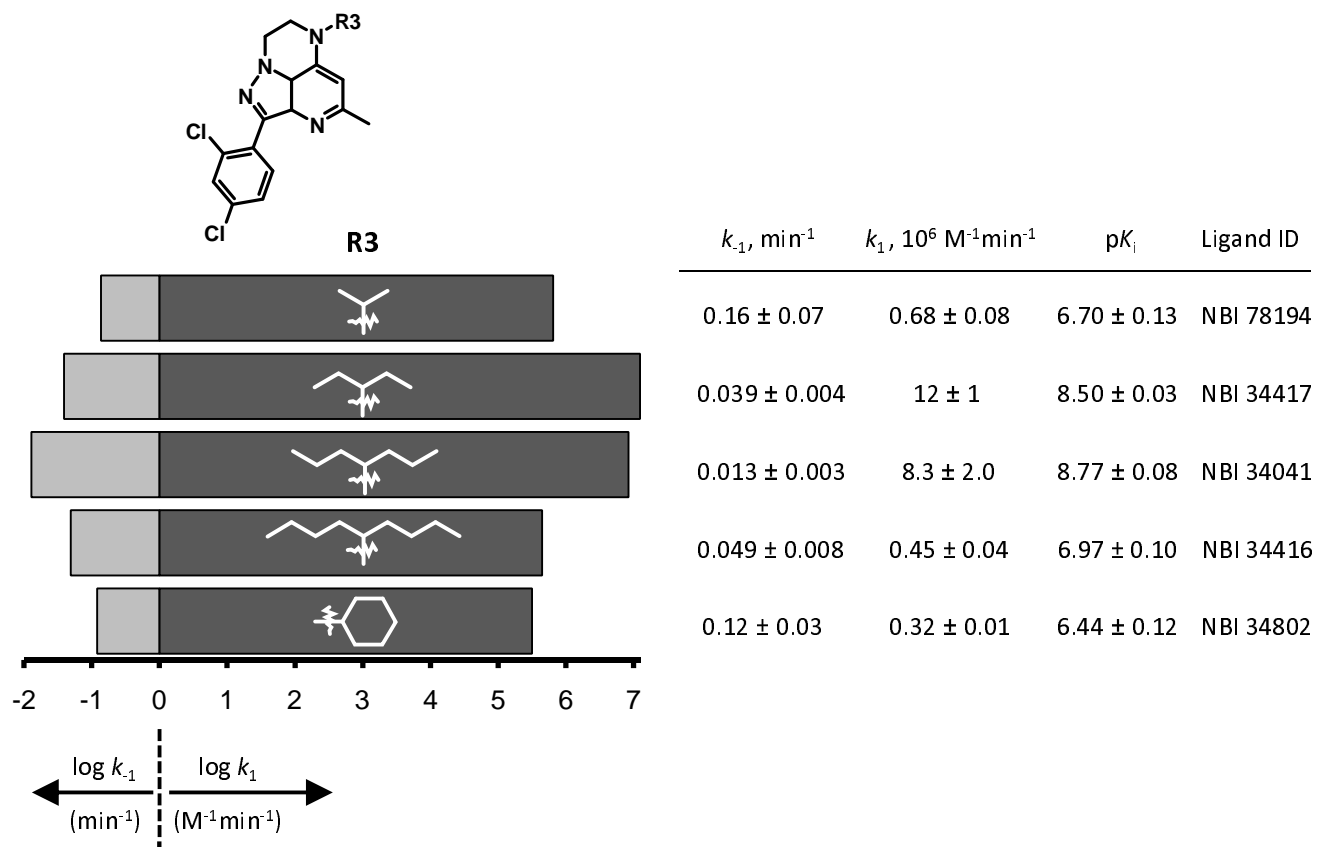 R3
N
N
N
Cl
N
Cl
R3
k-1, min-1 k1, 106 M-1min-1 pKi Ligand ID
0.16 ± 0.07 0.68 ± 0.08 6.70 ± 0.13 NBI 78194
0.039 ± 0.004 12 ± 1 8.50 ± 0.03 NBI 34417
0.013 ± 0.003 8.3 ± 2.0 8.77 ± 0.08 NBI 34041
0.049 ± 0.008 0.45 ± 0.04 6.97 ± 0.10 NBI 34416
0.12 ± 0.03 0.32 ± 0.01 6.44 ± 0.12 NBI 34802
-2 -1 0 1 2 3 4 5 6 7
log k-1 log k1
(min-1) (M-1min-1)